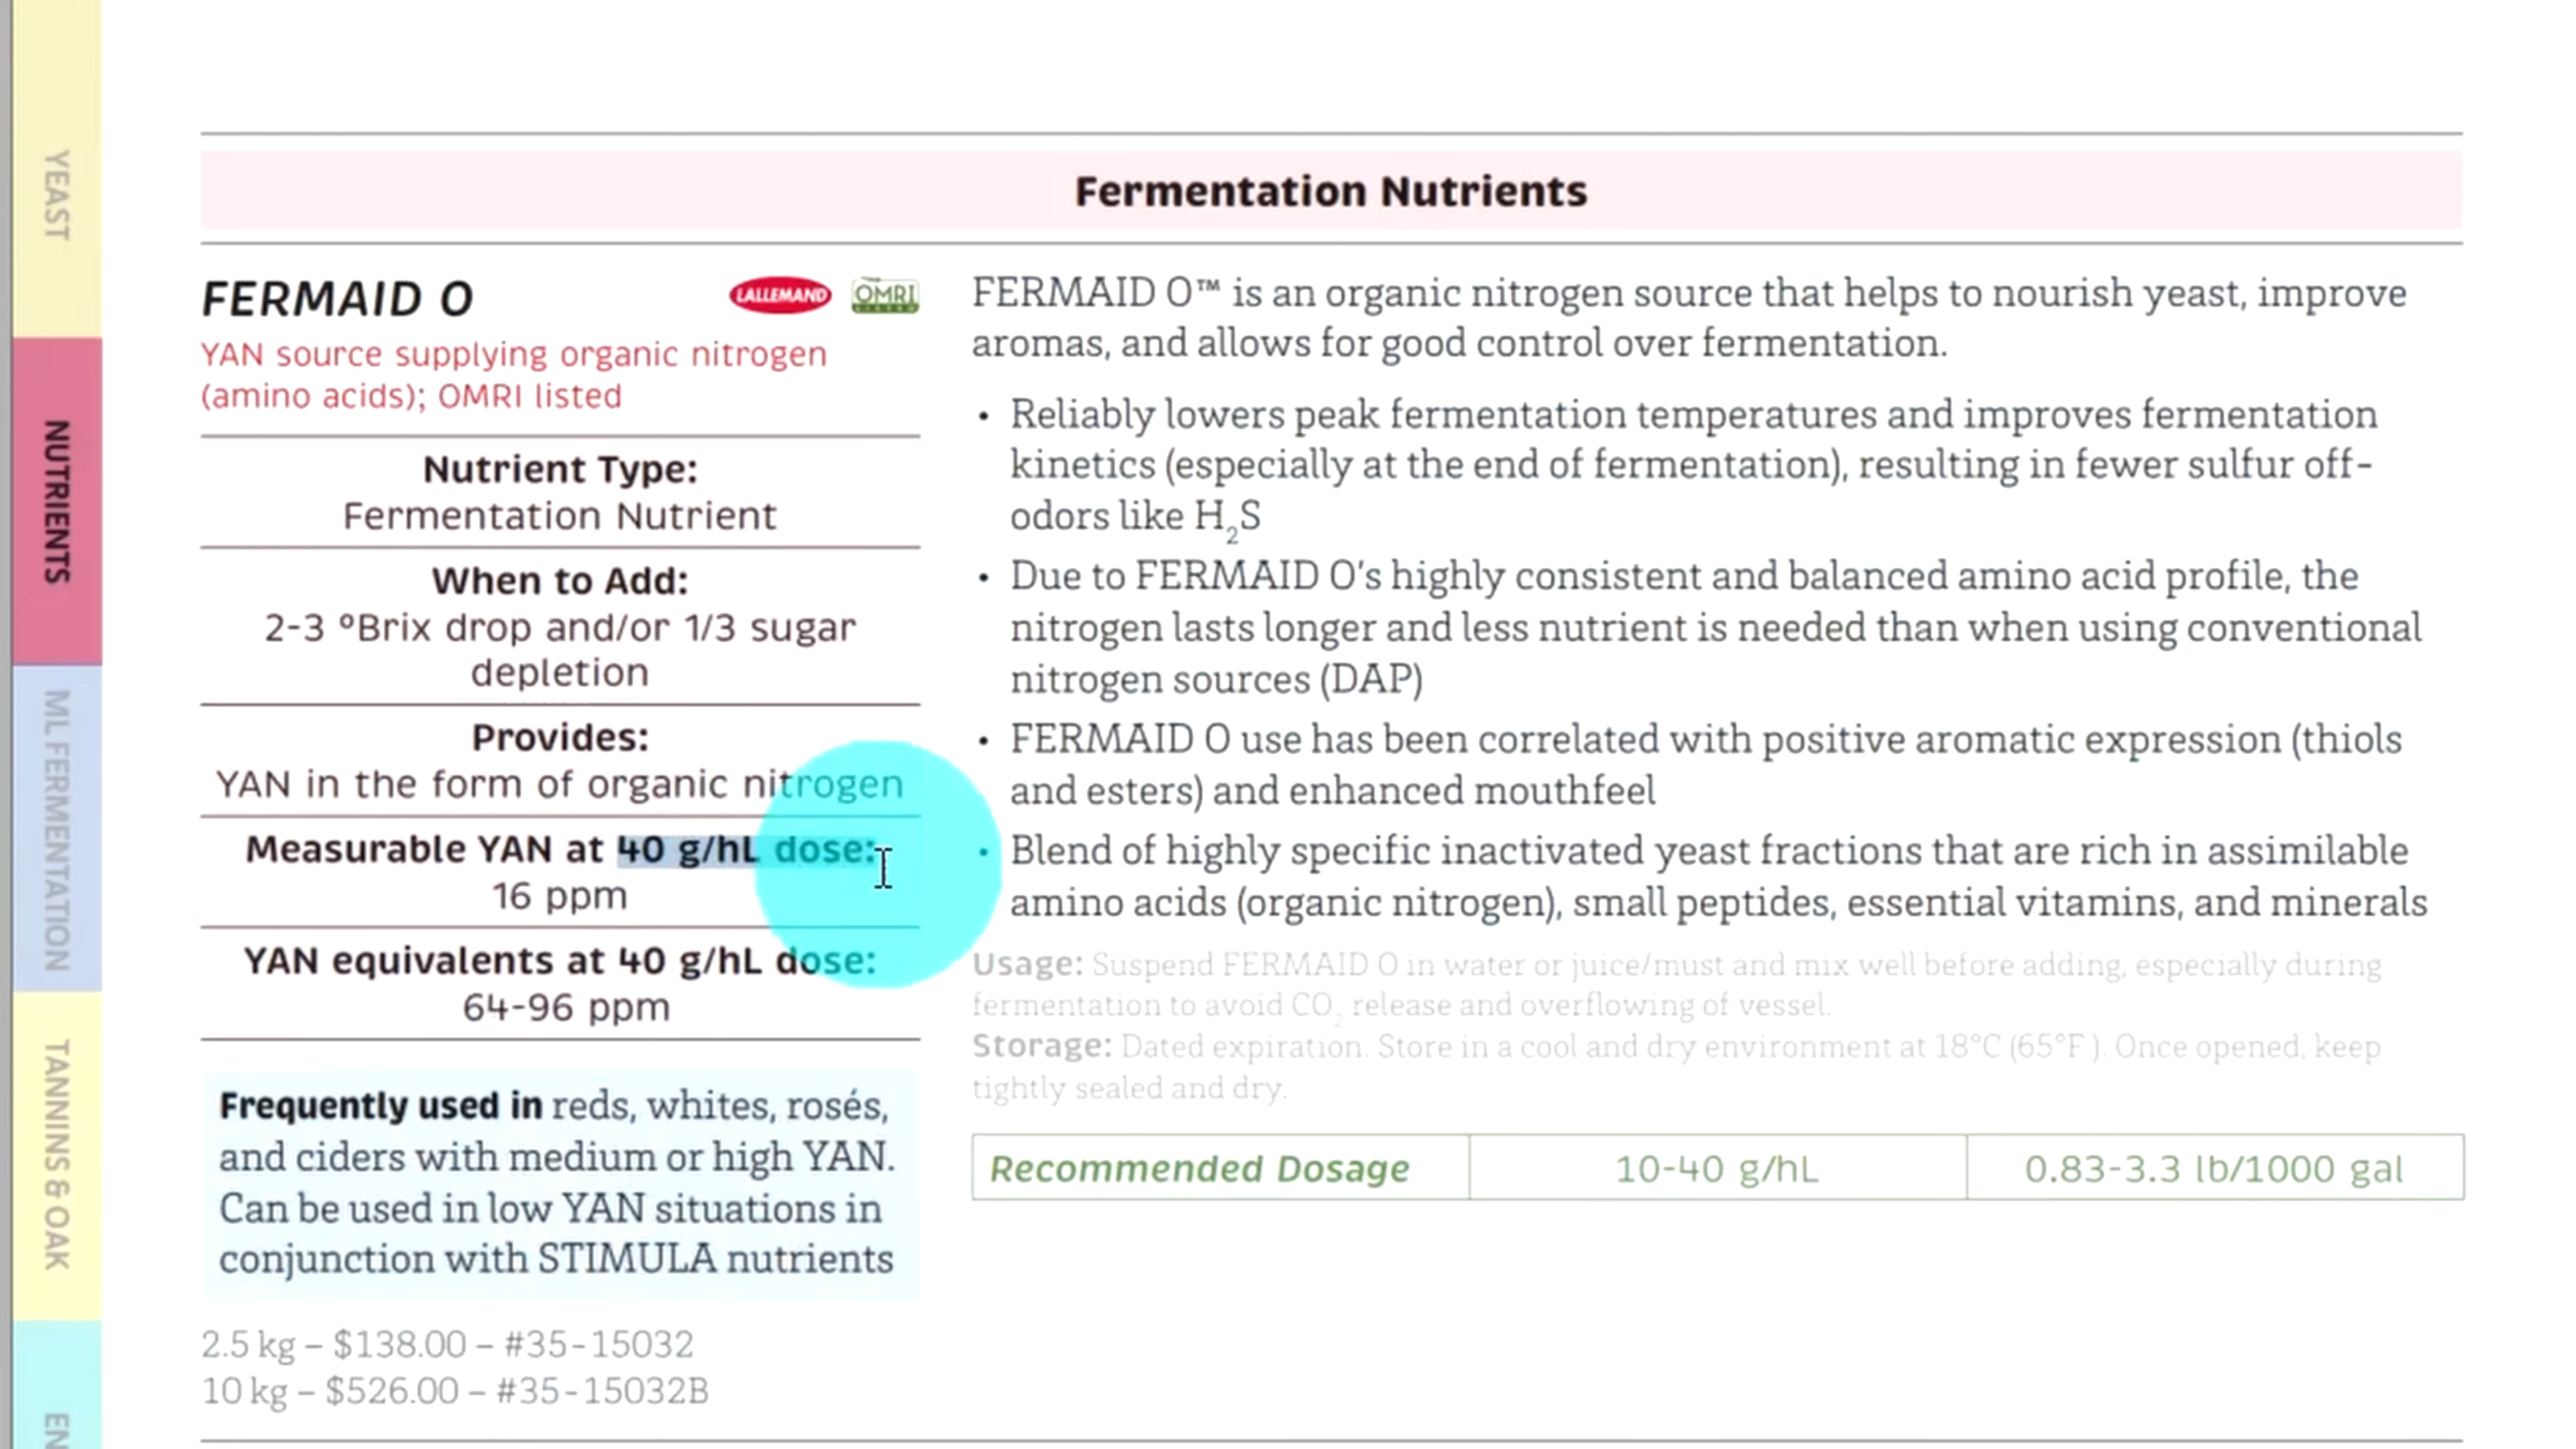 YEAST
NUTRIENTS
ML FERMENTATION
TANNINS & OAK
EN
Fermentation Nutrients
FERMAID O
LALLEMAND
OMRI
YAN source supplying organic nitrogen
(amino acids); OMRI listed
Nutrient Type:
Fermentation Nutrient
When to Add:
2-3 °Brix drop and/or 1/3 sugar
depletion
Provides:
YAN in the form of organic nitrogen
Measurable YAN at 40 g/hL dose:
16 ppm
YAN equivalents at 40 g/hL dose:
64-96 ppm
Frequently used in reds, whites, rosés,
and ciders with medium or high YAN.
Can be used in low YAN situations in
conjunction with STIMULA nutrients
2.5 kg – $138.00 – #35-15032
10 kg – $526.00 – #35-15032B
FERMAID O™ is an organic nitrogen source that helps to nourish yeast, improve
aromas, and allows for good control over fermentation.
• Reliably lowers peak fermentation temperatures and improves fermentation
kinetics (especially at the end of fermentation), resulting in fewer sulfur off-
odors like H₂S
• Due to FERMAID O's highly consistent and balanced amino acid profile, the
nitrogen lasts longer and less nutrient is needed than when using conventional
nitrogen sources (DAP)
• FERMAID O use has been correlated with positive aromatic expression (thiols
and esters) and enhanced mouthfeel
• Blend of highly specific inactivated yeast fractions that are rich in assimilable
amino acids (organic nitrogen), small peptides, essential vitamins, and minerals
Usage: Suspend FERMAID O in water or juice/must and mix well before adding, especially during
fermentation to avoid CO₂ release and overflowing of vessel.
Storage: Dated expiration. Store in a cool and dry environment at 18°C (65°F ). Once opened, keep
tightly sealed and dry.
Recommended Dosage 10-40 g/hL 0.83-3.3 lb/1000 gal